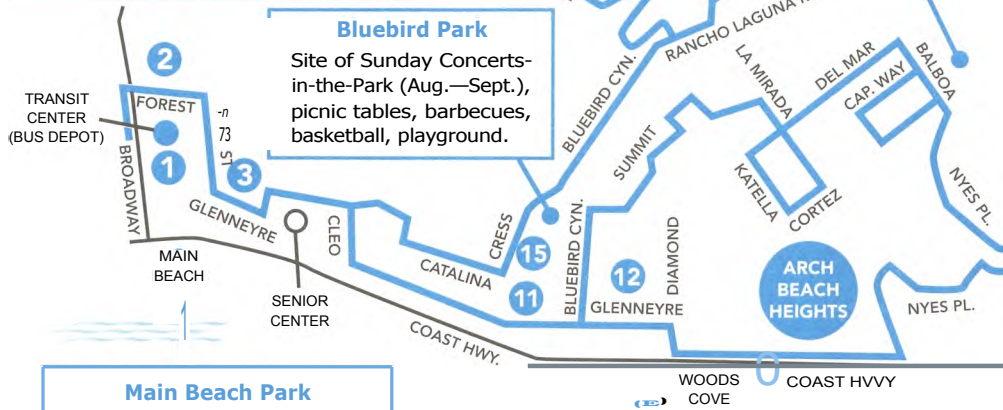 Bluebird Park
Site of Sunday Concerts-
in-the-Park (Aug.—Sept.),
picnic tables, barbecues,
basketball, playground.
RANCHO LAGUNA
2
TRANSIT
CENTER
(BUS DEPOT)
FOREST
-n
73
ST
1
3
BROADWAY
GLENNEYRE
MAIN
BEACH
SENIOR
CENTER
CLEO
CATALINA
CRESS
BLUEBIRD CYN.
15
11
BLUEBIRD CYN.
SUMMIT
12
DIAMOND
GLENNEYRE
LA MIRADA
DEL MAR
CAP. WAY
BALBOA
KATELLA
CORTEZ
NYES PL.
ARCH
BEACH
HEIGHTS
NYES PL.
COAST HWY.
WOODS
COVE
COAST HVVY
(E)
Main Beach Park